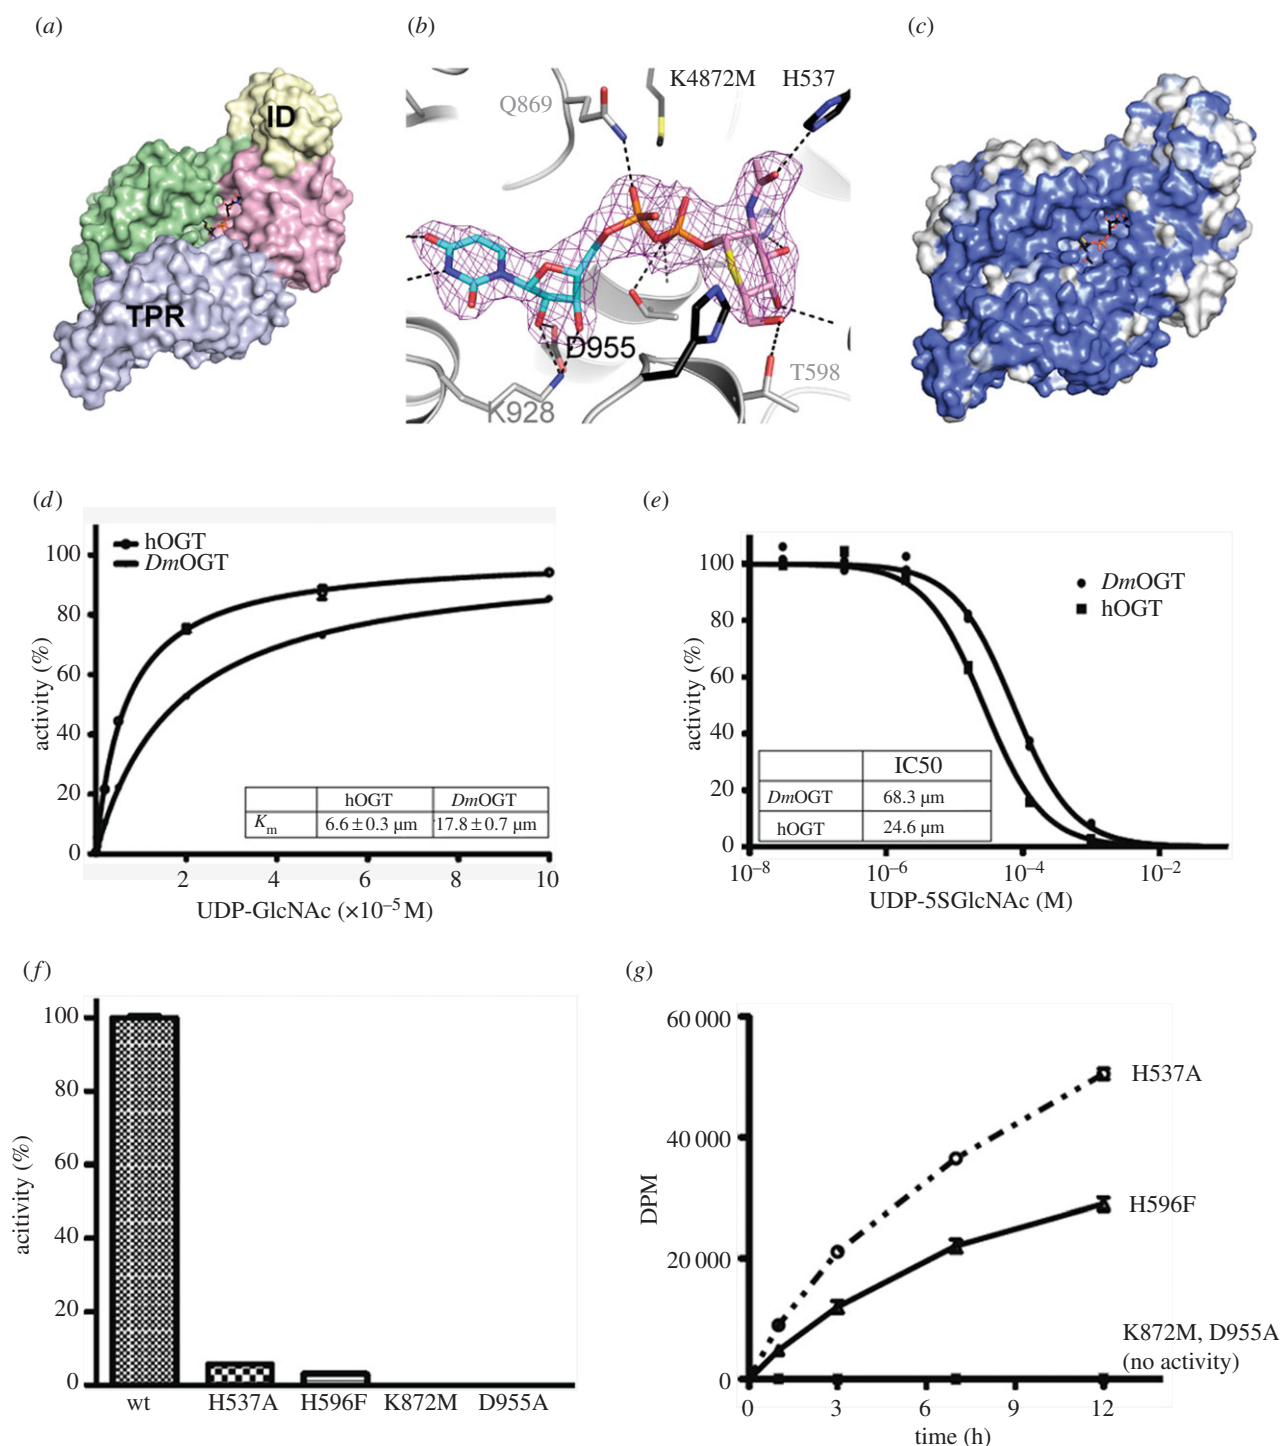 (a)
(b)
(c)
ID
TPR
Q869
K4872M H537
D955
K928
T598
(d)
hOGT
DmOGT
100
80
60
40
20
0
activity (%)
2 4 6 8 10
UDP-GlcNAc (×10–5 M)
hOGT DmOGT
Km 6.6 ± 0.3 µm 17.8 ± 0.7 µm
(e)
DmOGT
hOGT
100
80
60
40
20
0
activity (%)
10–8 10–6 10–4 10–2
UDP-5SGlcNAc (M)
IC50
DmOGT 68.3 µm
hOGT 24.6 µm
(f)
100
80
60
40
20
0
acitivity (%)
wt H537A H596F K872M D955A
(g)
60 000
40 000
20 000
0
DPM
H537A
H596F
K872M, D955A
(no activity)
0 3 6 9 12
time (h)